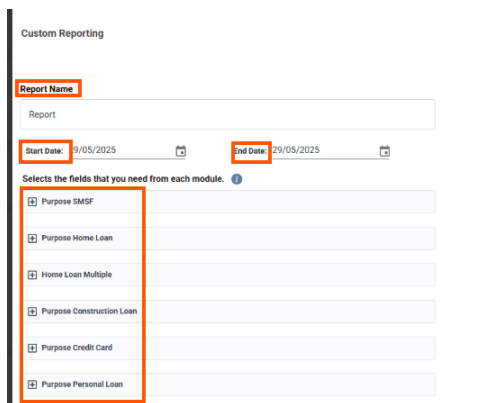 Custom Reporting
Report Name
Report
Start Date: 9/05/2025 End Date: 29/05/2025
Selects the fields that you need from each module. i
Purpose SMSF
Purpose Home Loan
Home Loan Multiple
Purpose Construction Loan
Purpose Credit Card
Purpose Personal Loan